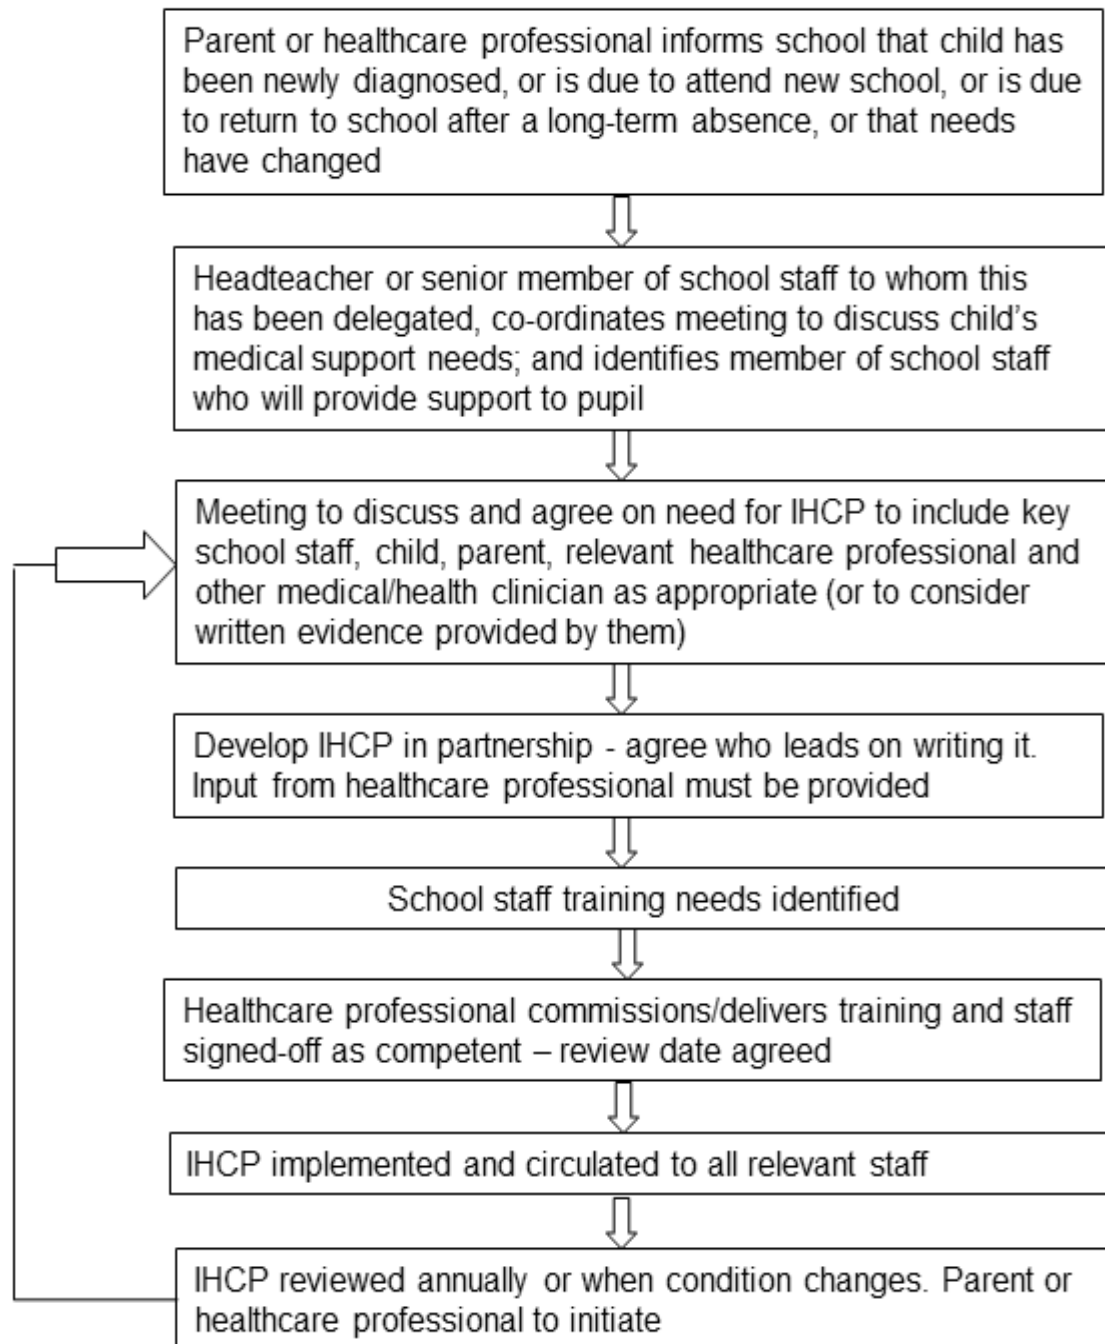 Parent or healthcare professional informs school that child has
been newly diagnosed, or is due to attend new school, or is due
to return to school after a long-term absence, or that needs
have changed
Headteacher or senior member of school staff to whom this
has been delegated, co-ordinates meeting to discuss child's
medical support needs; and identifies member of school staff
who will provide support to pupil
Meeting to discuss and agree on need for IHCP to include key
school staff, child, parent, relevant healthcare professional and
other medical/health clinician as appropriate (or to consider
written evidence provided by them)
Develop IHCP in partnership - agree who leads on writing it.
Input from healthcare professional must be provided
School staff training needs identified
Healthcare professional commissions/delivers training and staff
signed-off as competent – review date agreed
IHCP implemented and circulated to all relevant staff
IHCP reviewed annually or when condition changes. Parent or
healthcare professional to initiate